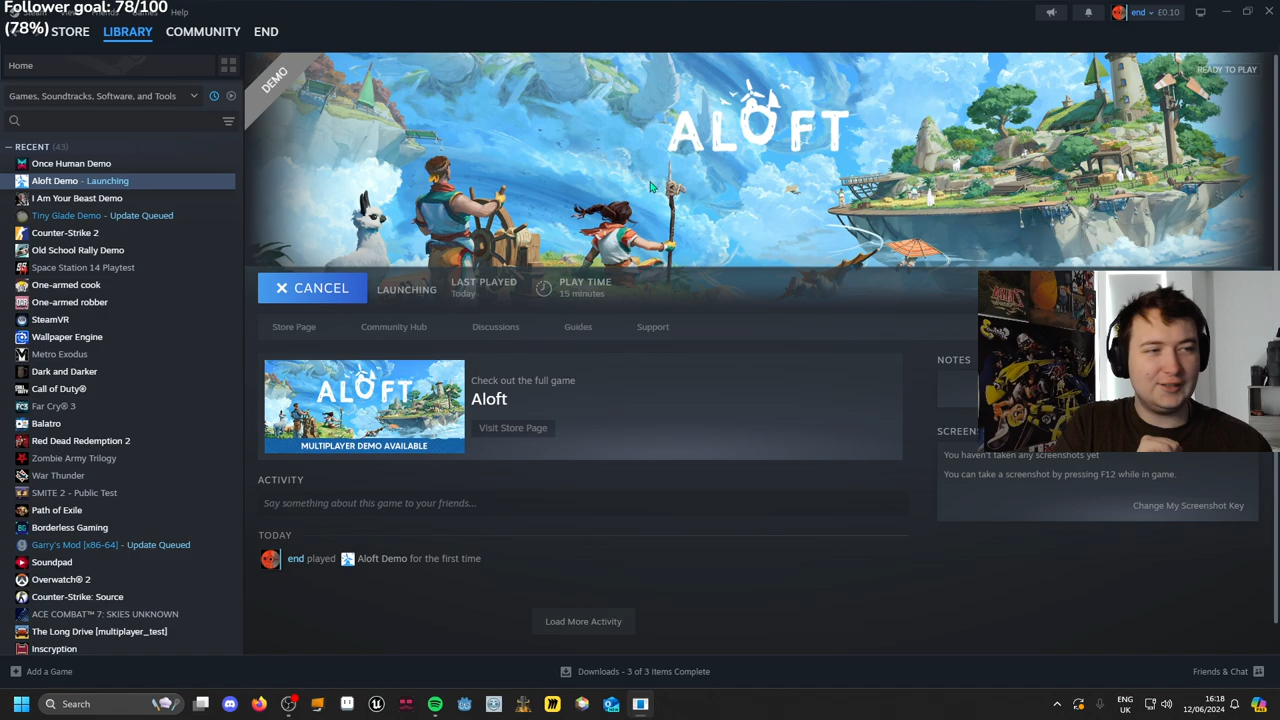 Follower goal: 78/100
(78%)
Help
STORE
LIBRARY
COMMUNITY
END
end
£0.10
Home
Games, Soundtracks, Software, and Tools
RECENT (43)
Once Human Demo
Aloft Demo - Launching
I Am Your Beast Demo
Tiny Glade Demo - Update Queued
Counter-Strike 2
Old School Rally Demo
Space Station 14 Playtest
One-armed cook
One-armed robber
SteamVR
Wallpaper Engine
Metro Exodus
Dark and Darker
Call of Duty®
Far Cry® 3
Balatro
Red Dead Redemption 2
Zombie Army Trilogy
War Thunder
SMITE 2 - Public Test
Path of Exile
Borderless Gaming
Garry's Mod [x86-64] - Update Queued
Soundpad
Overwatch® 2
Counter-Strike: Source
ACE COMBAT™ 7: SKIES UNKNOWN
The Long Drive [multiplayer_test]
Inscryption
DEMO
ALOFT
READY TO PLAY
CANCEL
LAUNCHING
LAST PLAYED
Today
PLAY TIME
15 minutes
Store Page
Community Hub
Discussions
Guides
Support
ALOFT
MULTIPLAYER DEMO AVAILABLE
Check out the full game
Aloft
Visit Store Page
NOTES
ACTIVITY
Say something about this game to your friends...
TODAY
end played Aloft Demo for the first time
Load More Activity
You haven't taken any screenshots yet
You can take a screenshot by pressing F12 while in game.
Change My Screenshot Key
Add a Game
Downloads - 3 of 3 Items Complete
Friends & Chat
Search
ENG
UK
16:18
12/06/2024